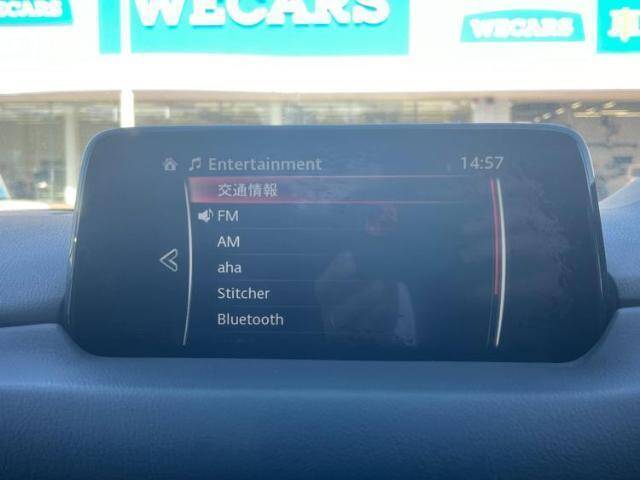 WECARS
WECARS
WECARS
Entertainment
14:57
交通情報
FM
AM
aha
Stitcher
Bluetooth